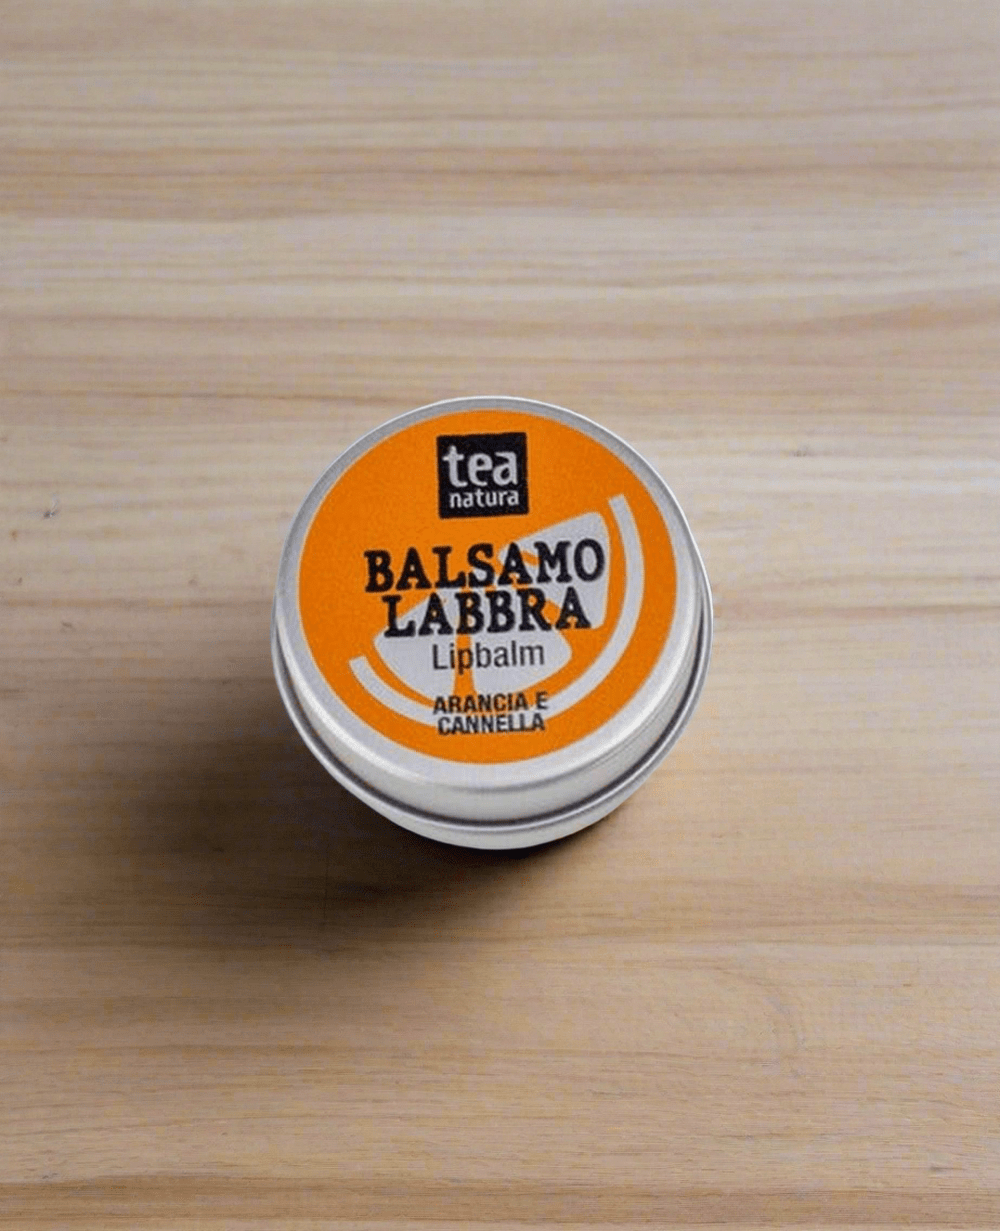 tea
natura
BALSAMO
LABBRA
Lipbalm
ARANCIA E
CANNELLA